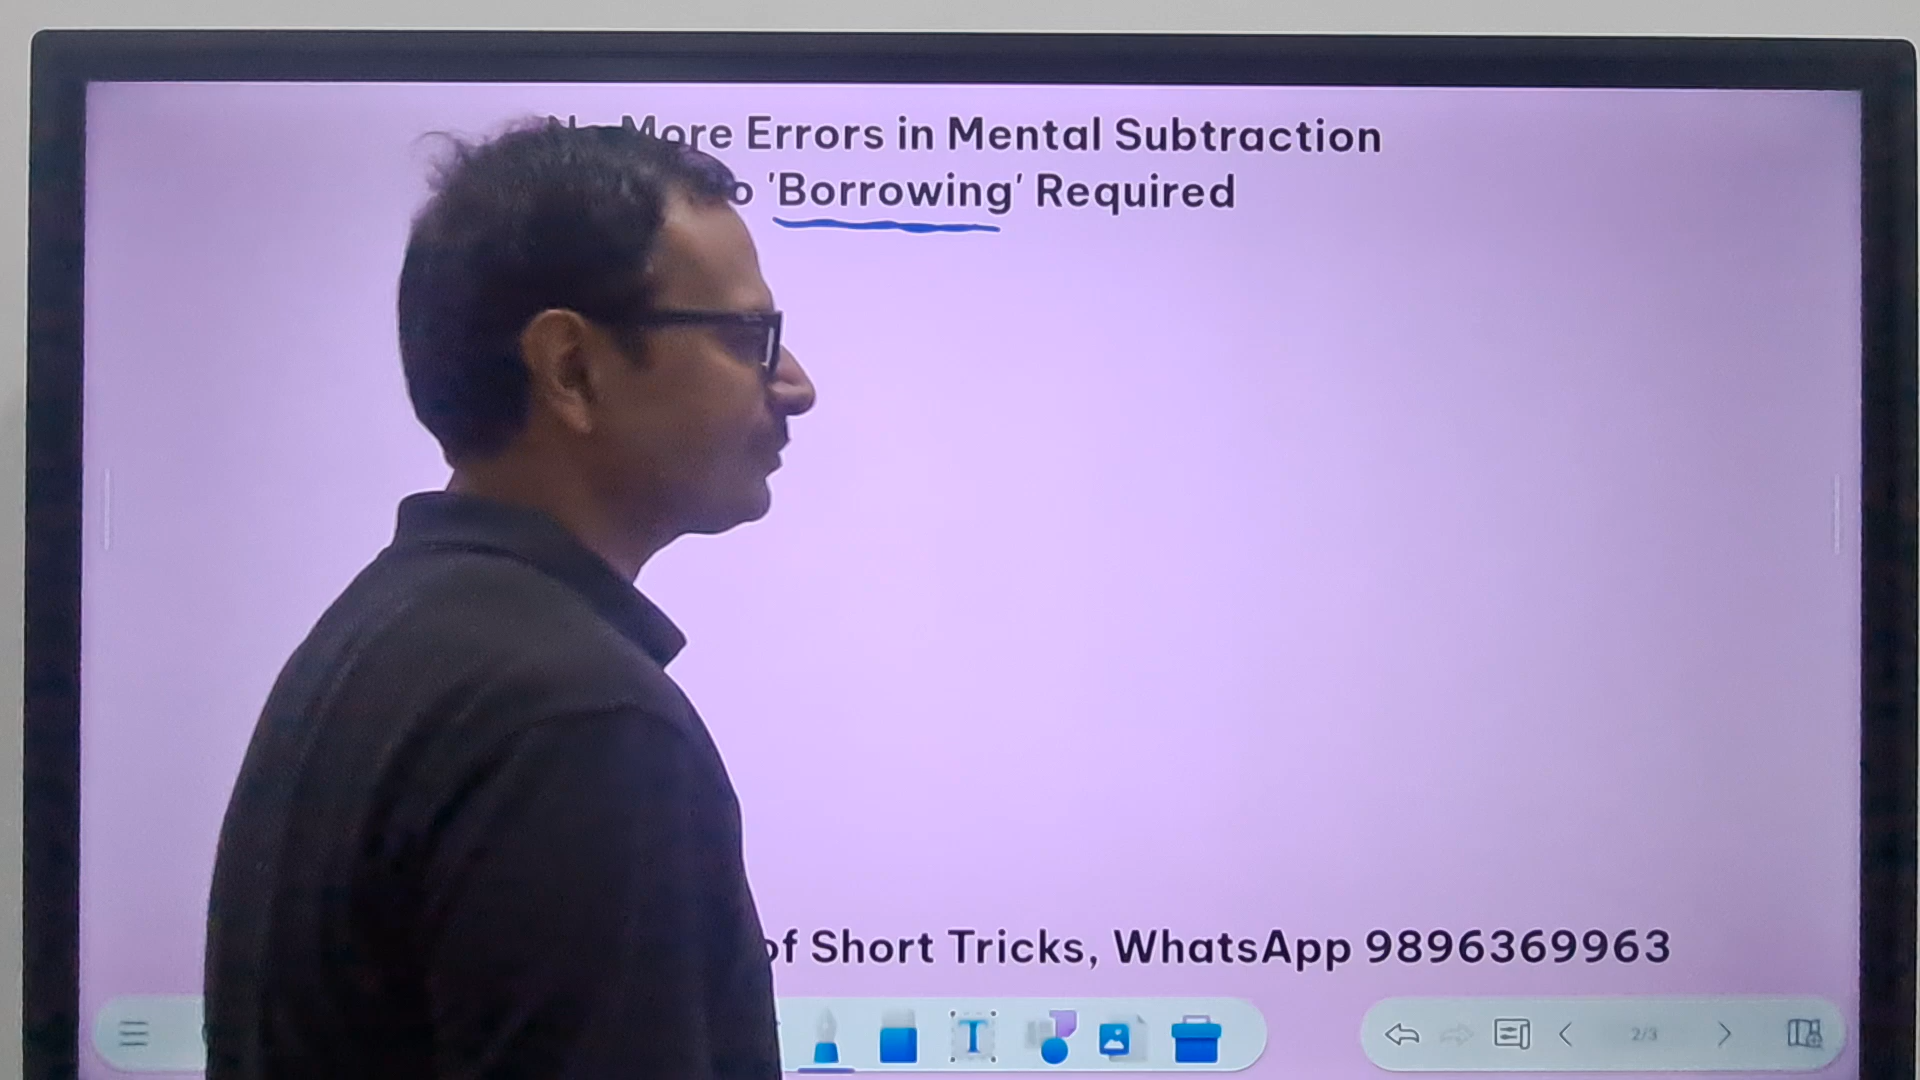 More Errors in Mental Subtraction
'Borrowing' Required
of Short Tricks, WhatsApp 9896369963
T
2/3